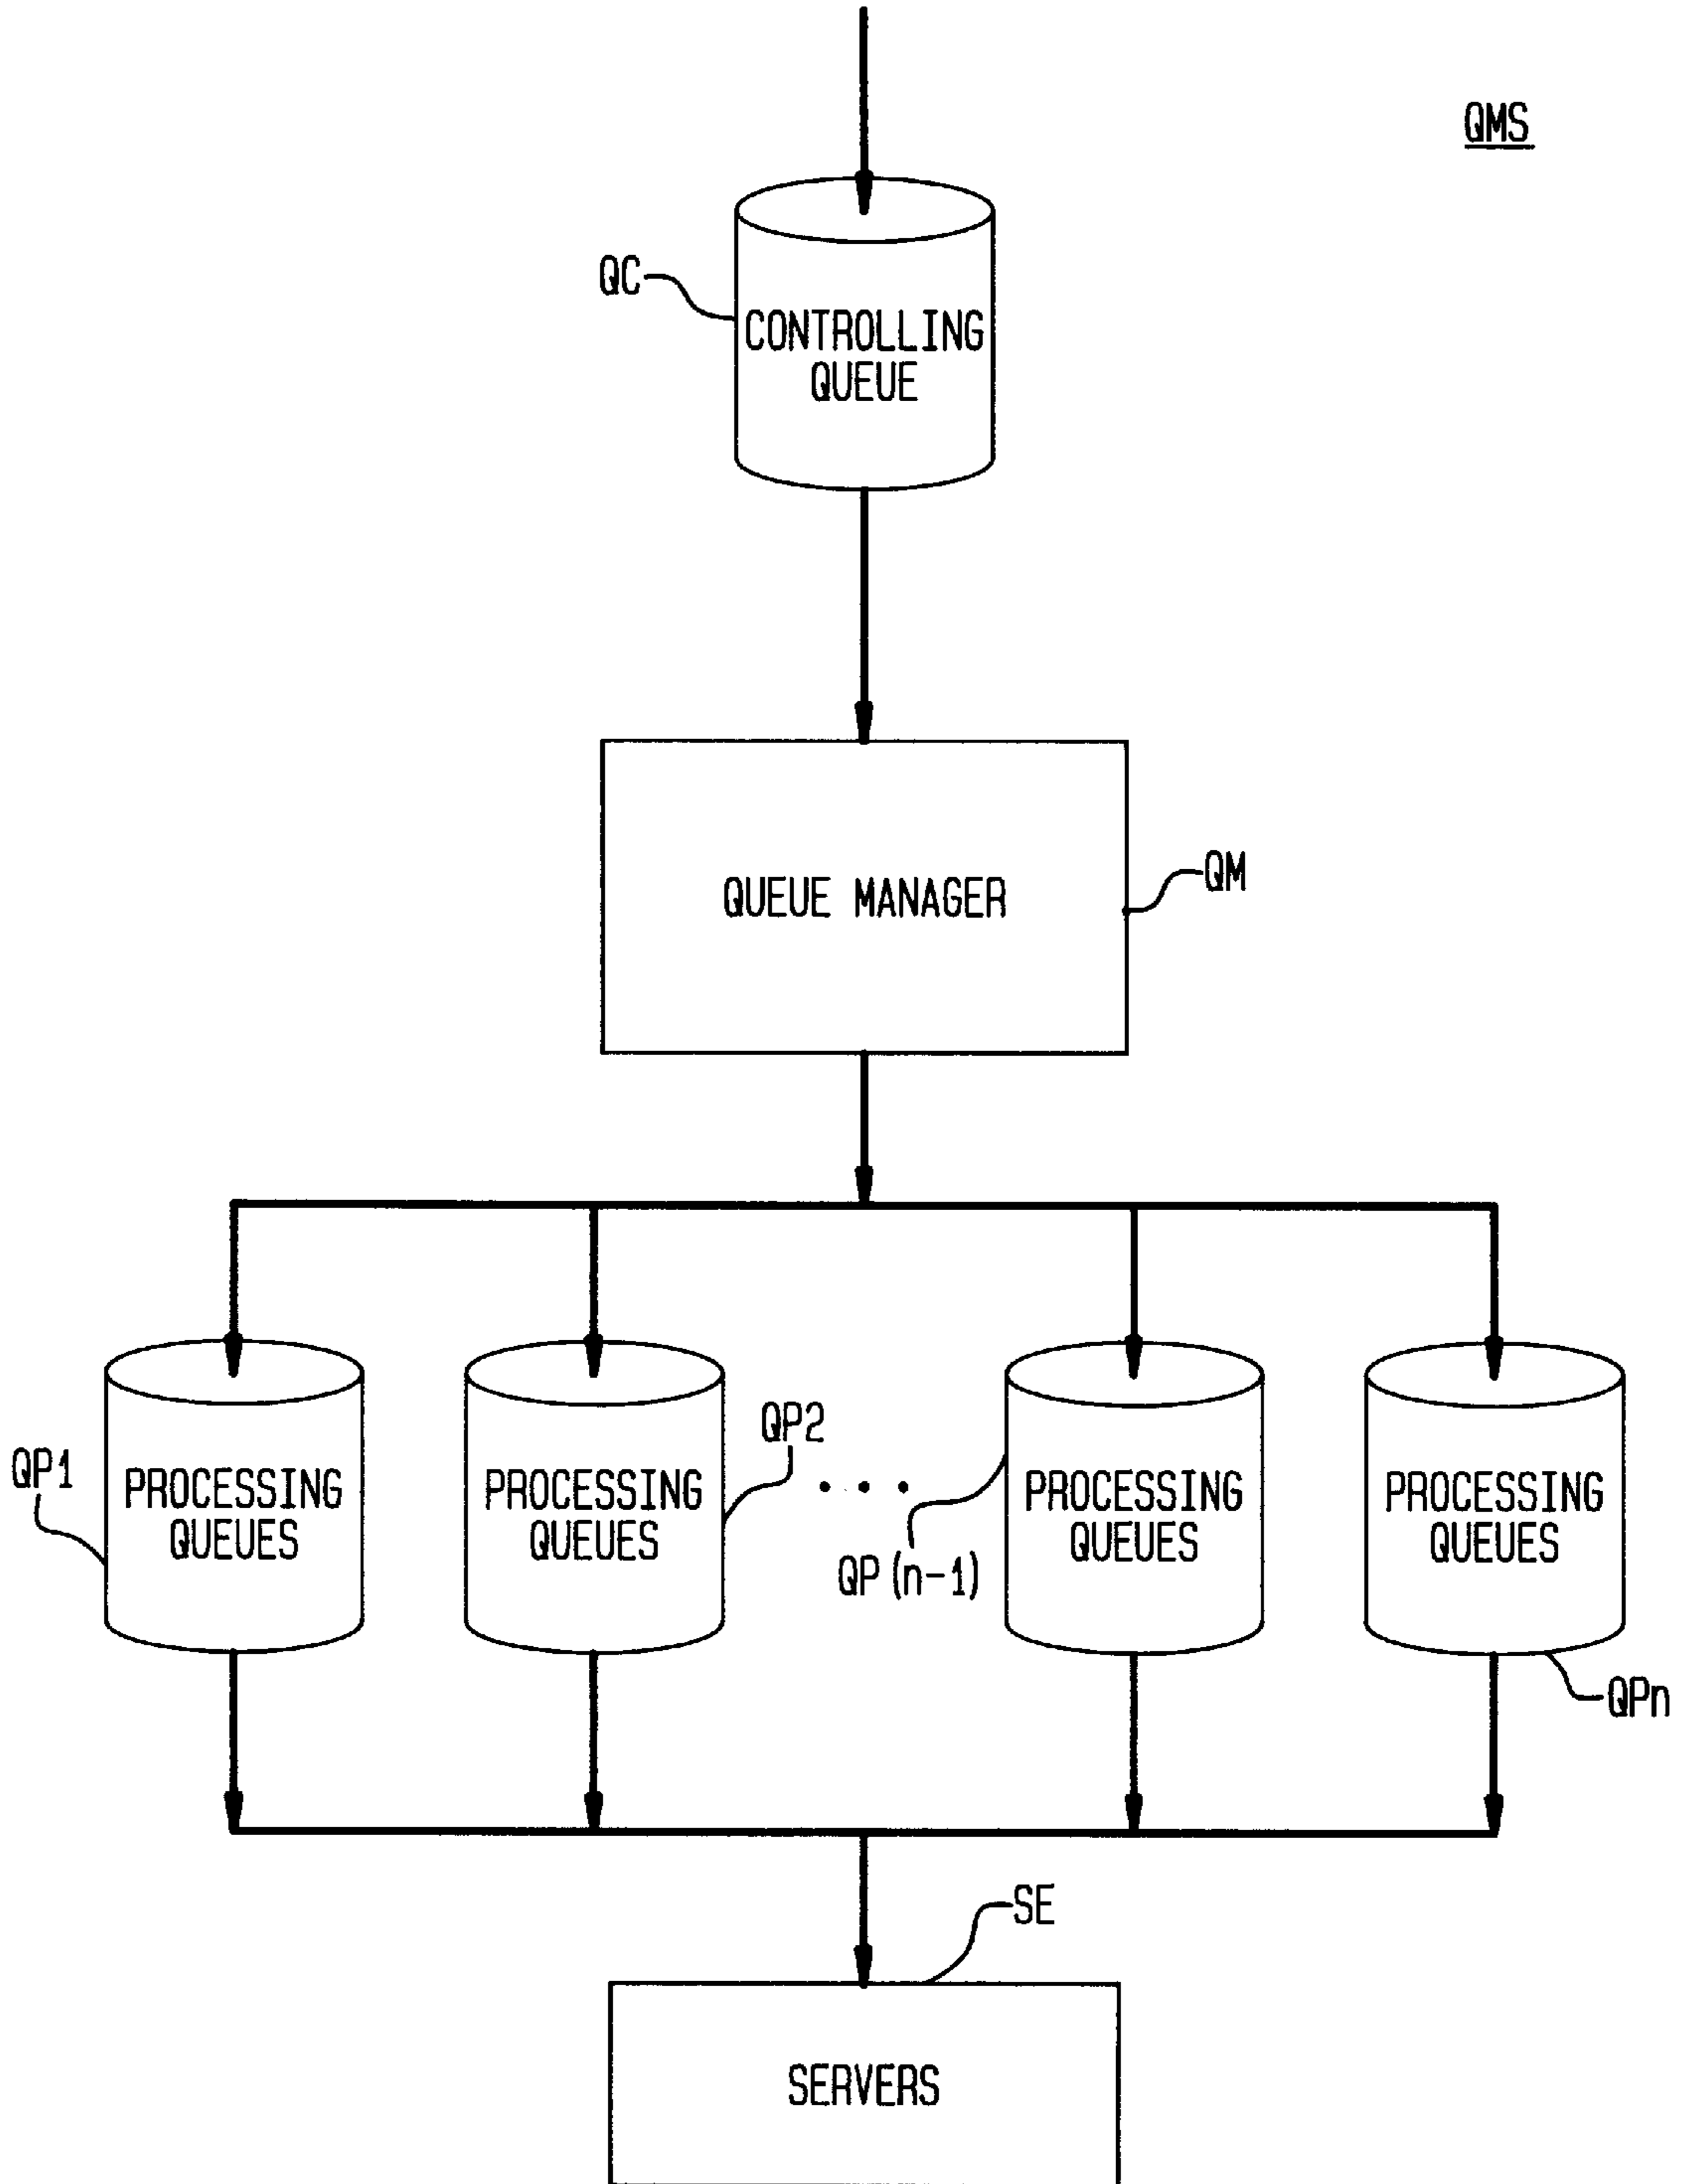 QMS
QC
CONTROLLING
QUEUE
QUEUE MANAGER
QM
QP1
PROCESSING
QUEUES
PROCESSING
QUEUES
QP2
. . .
QP(n-1)
PROCESSING
QUEUES
PROCESSING
QUEUES
QPn
SE
SERVERS